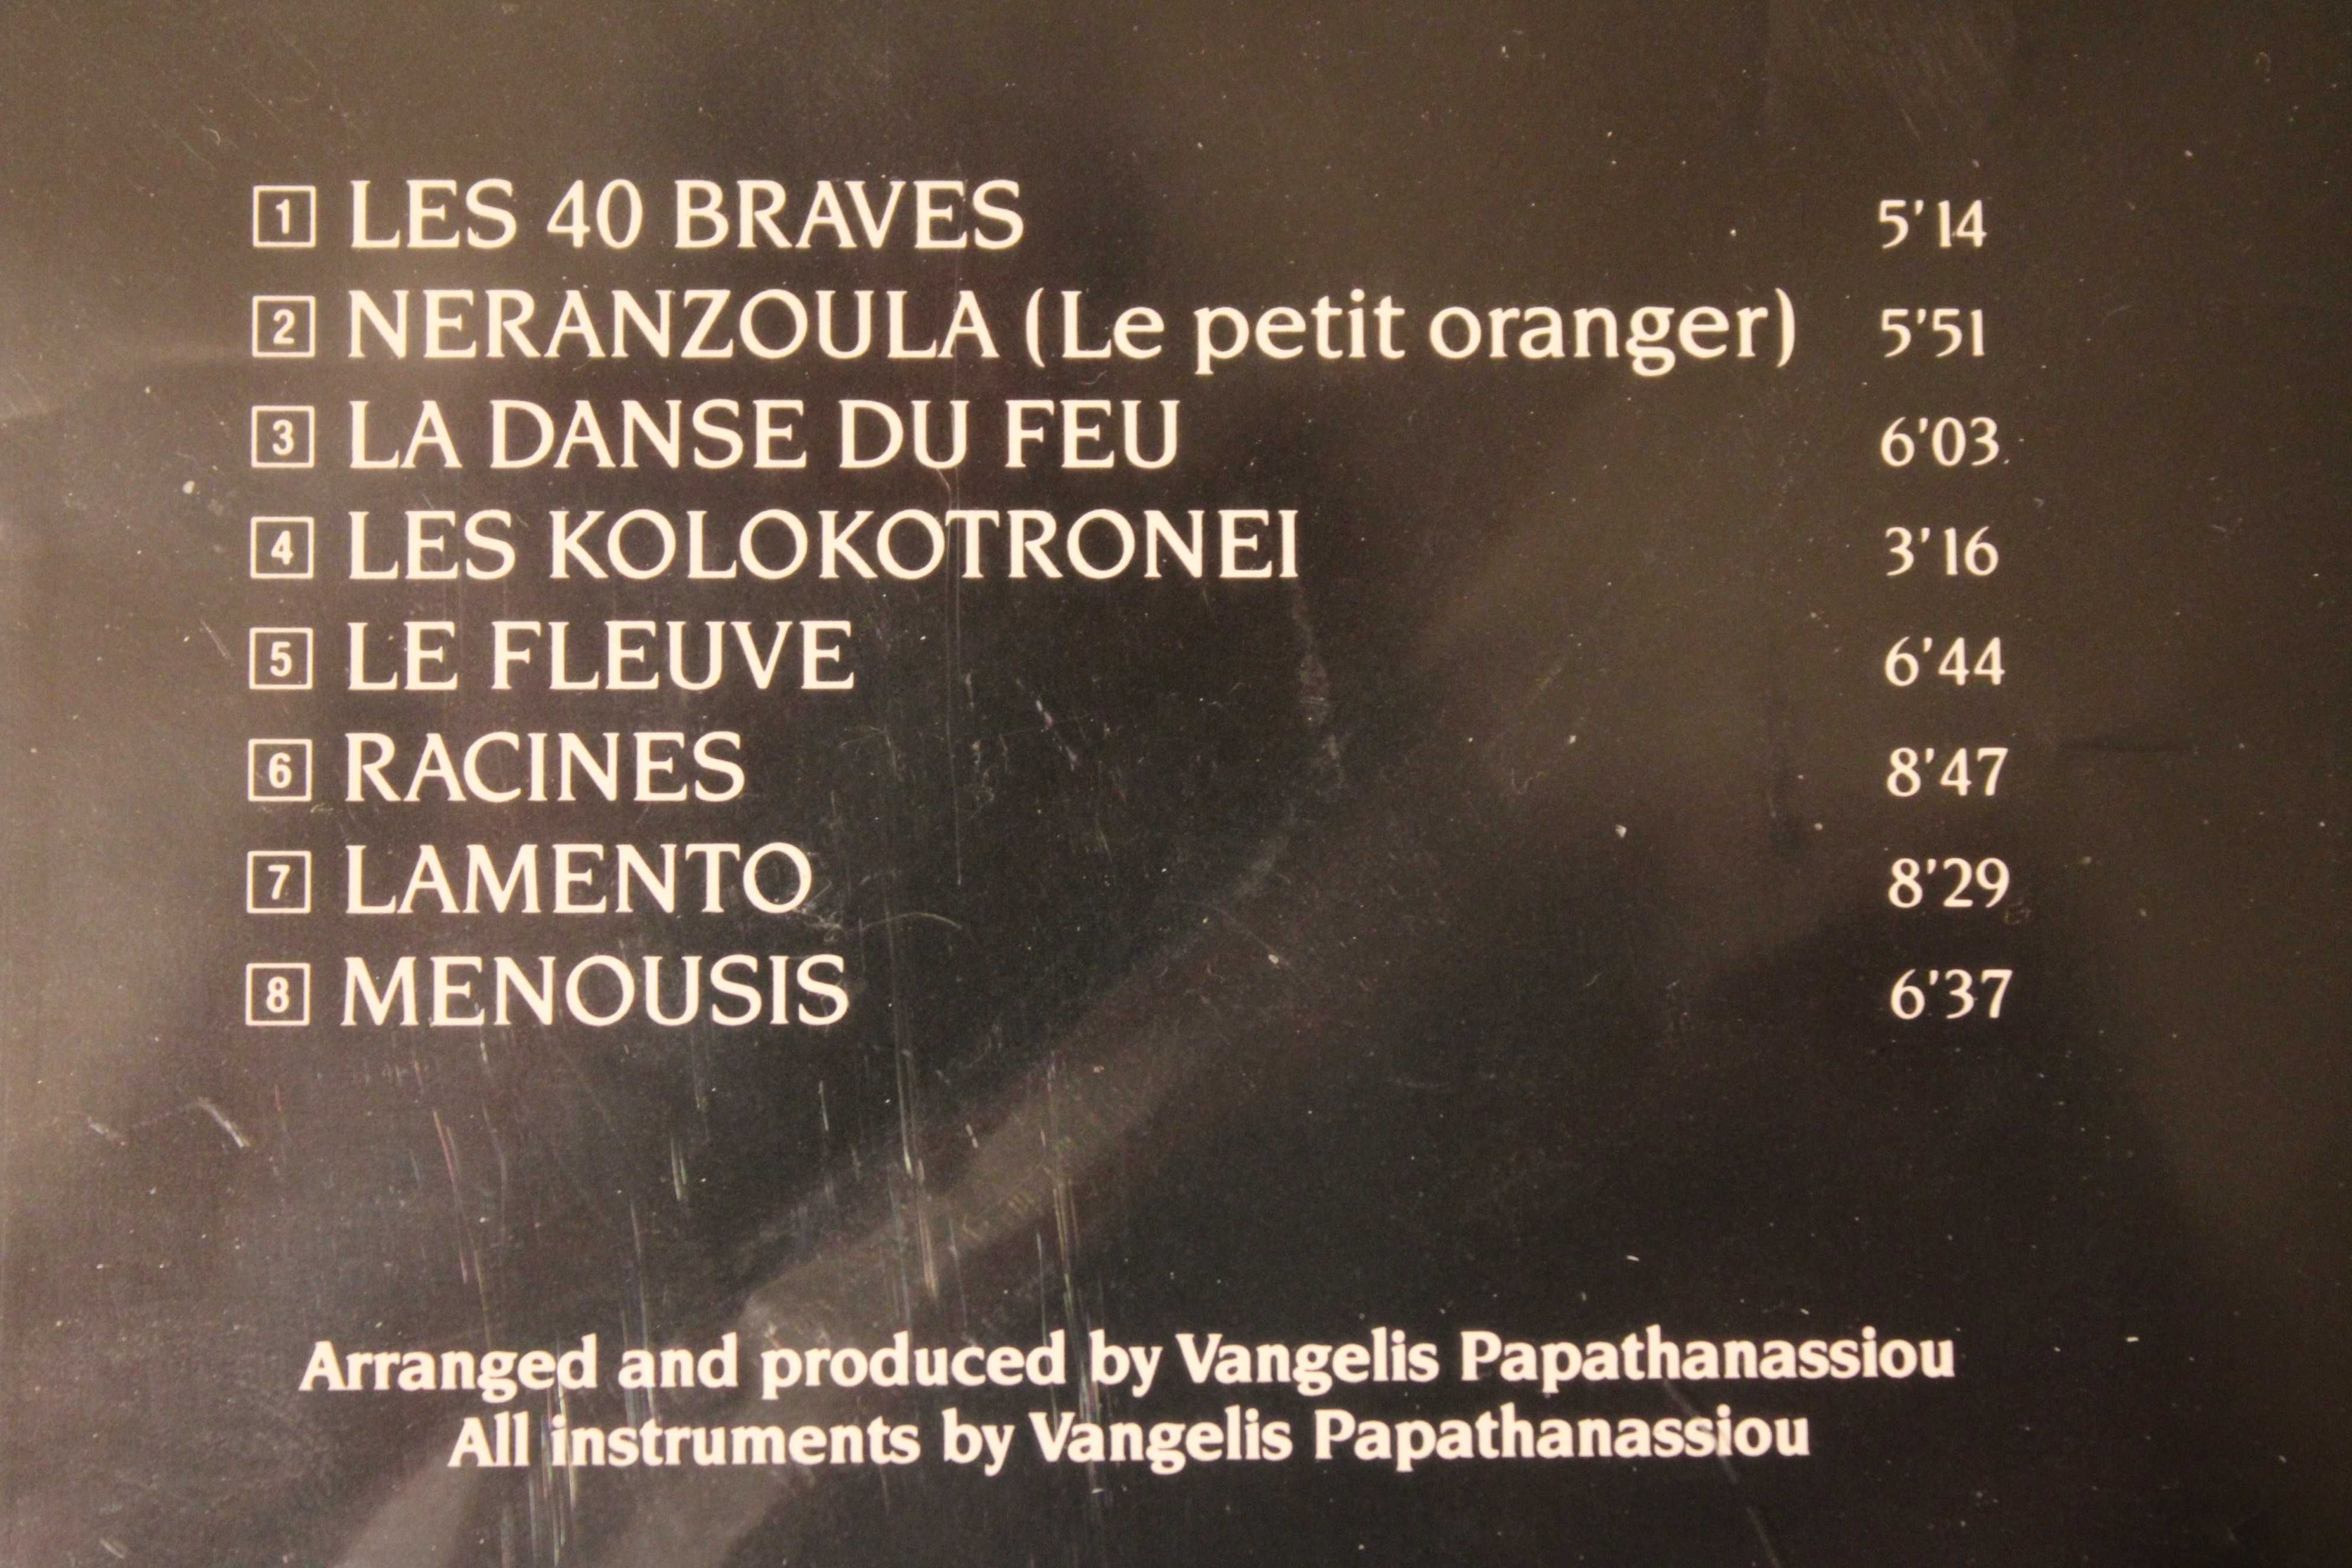 1 LES 40 BRAVES 5'14
2 NERANZOULA (Le petit oranger) 5'51
3 LA DANSE DU FEU 6'03
4 LES KOLOKOTRONEI 3'16
5 LE FLEUVE 6'44
6 RACINES 8'47
7 LAMENTO 8'29
8 MENOUSIS 6'37
Arranged and produced by Vangelis Papathanassiou
All instruments by Vangelis Papathanassiou